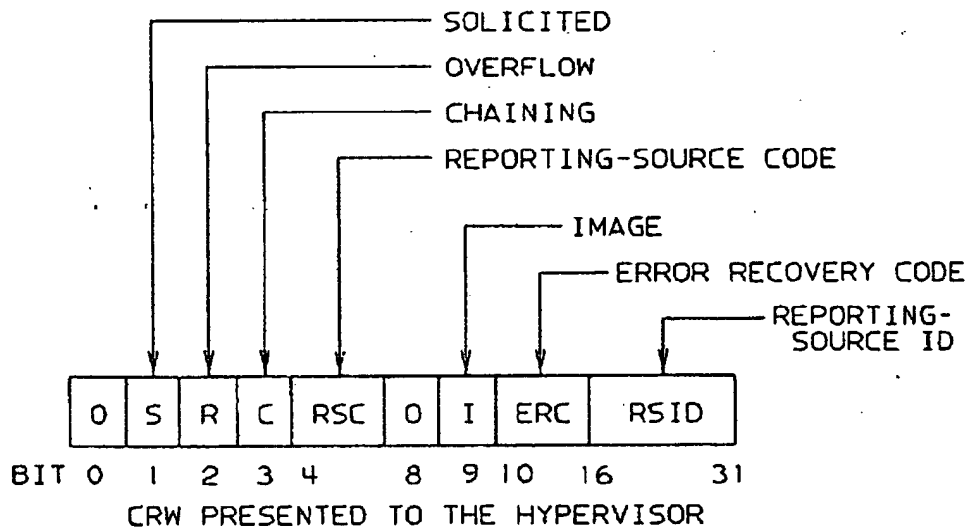 SOLICITED
OVERFLOW
CHAINING
REPORTING-SOURCE CODE
IMAGE
ERROR RECOVERY CODE
REPORTING-
SOURCE ID
0 S R C RSC 0 I ERC RSID
BIT 0 1 2 3 4 8 9 10 16 31
CRW PRESENTED TO THE HYPERVISOR